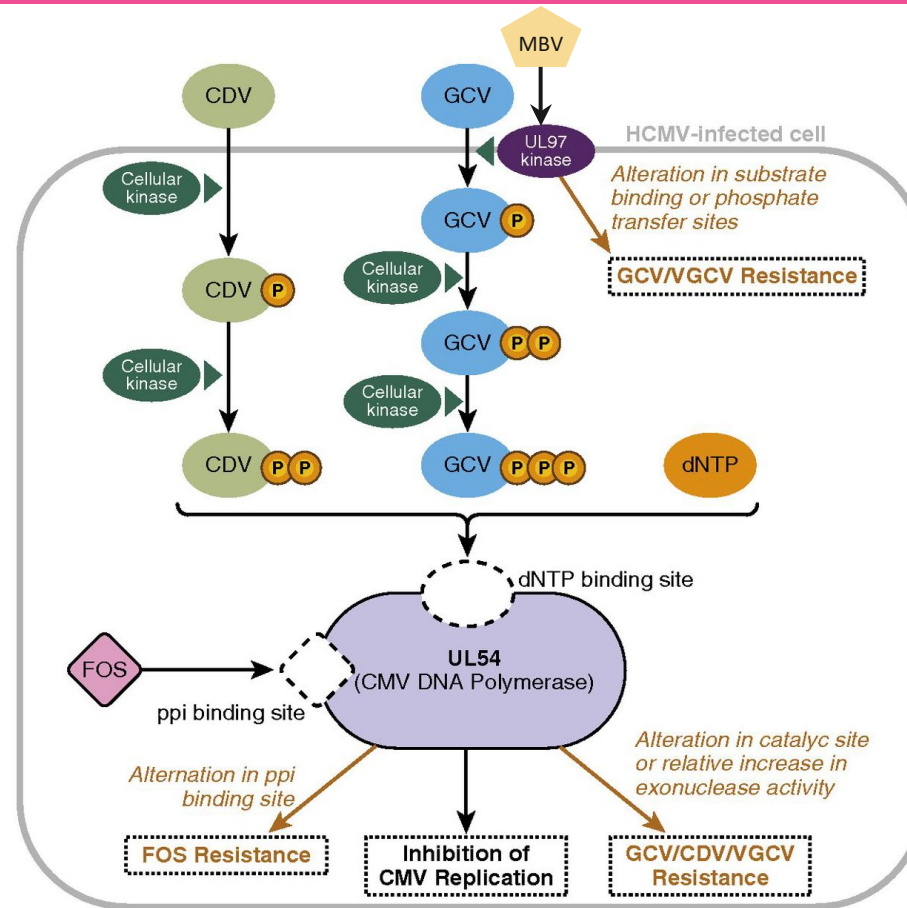 MBV
CDV
GCV
HCMV-infected cell
UL97
kinase
Cellular
kinase
Alteration in substrate
binding or phosphate
transfer sites
GCV
P
GCV/VGCV Resistance
Cellular
kinase
CDV
P
GCV
P
P
Cellular
kinase
Cellular
kinase
CDV
P
P
GCV
P
P
P
dNTP
dNTP binding site
UL54
(CMV DNA Polymerase)
FOS
ppi binding site
Alternation in ppi
binding site
Alteration in catalyc site
or relative increase in
exonuclease activity
FOS Resistance
Inhibition of
CMV Replication
GCV/CDV/VGCV
Resistance